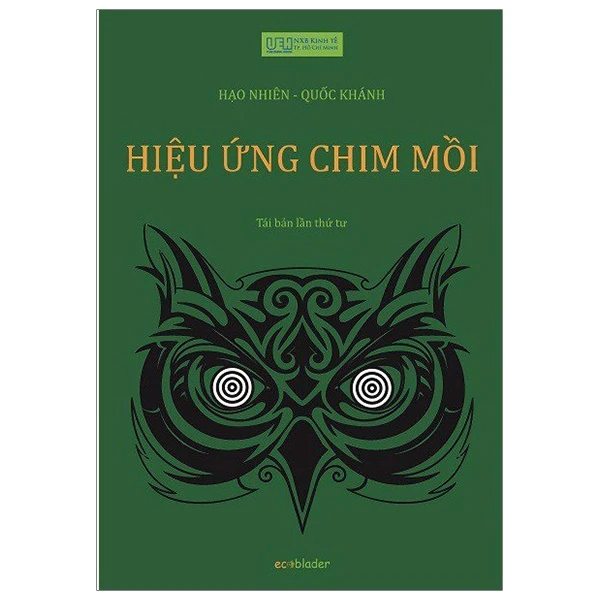 UEH NXB KINH TẾ
TP. HỒ CHÍ MINH
HẠO NHIÊN - QUỐC KHÁNH
HIỆU ỨNG CHIM MỒI
Tái bản lần thứ tư
ecoblader